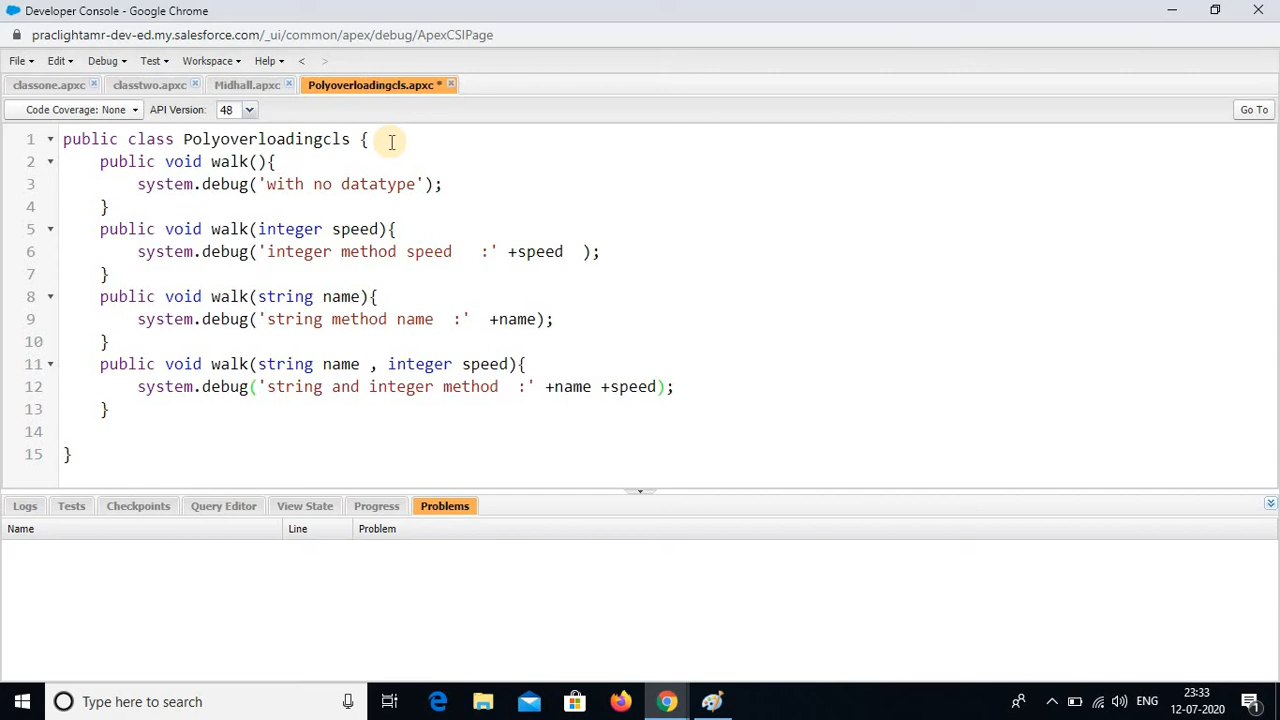 Developer Console - Google Chrome
praclightamr-dev-ed.my.salesforce.com/_ui/common/apex/debug/ApexCSIPage
File Edit Debug Test Workspace Help < >
classone.apxc classtwo.apxc Midhall.apxc Polyoverloadingcls.apxc *
Code Coverage: None API Version: 48 Go To
1 public class Polyoverloadingcls {
2 public void walk(){
3 system.debug('with no datatype');
4 }
5 public void walk(integer speed){
6 system.debug('integer method speed   :' +speed  );
7 }
8 public void walk(string name){
9 system.debug('string method name  :'  +name);
10 }
11 public void walk(string name , integer speed){
12 system.debug('string and integer method  :' +name +speed);
13 }
14
15 }
Logs Tests Checkpoints Query Editor View State Progress Problems
Name Line Problem
Type here to search
ENG
23:33
12-07-2020
1